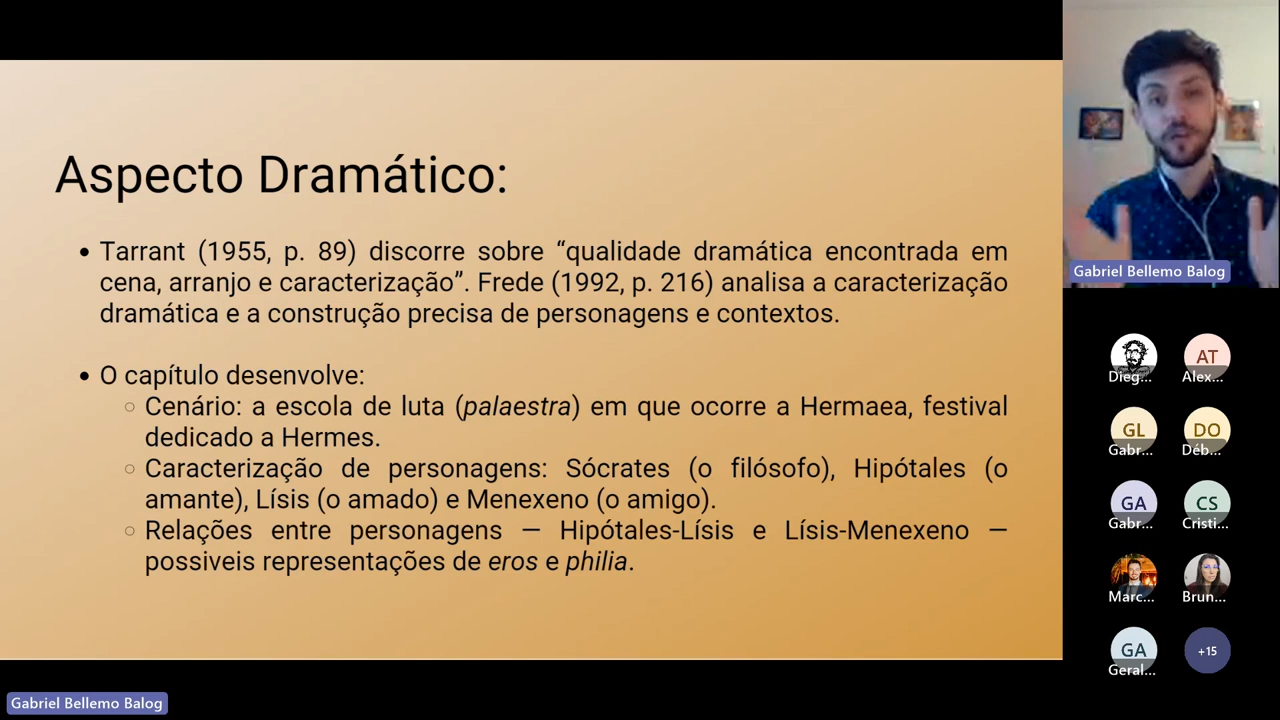 Aspecto Dramático:
• Tarrant (1955, p. 89) discorre sobre “qualidade dramática encontrada em
cena, arranjo e caracterização”. Frede (1992, p. 216) analisa a caracterização
dramática e a construção precisa de personagens e contextos.
• O capítulo desenvolve:
○ Cenário: a escola de luta (palaestra) em que ocorre a Hermaea, festival
dedicado a Hermes.
○ Caracterização de personagens: Sócrates (o filósofo), Hipótales (o
amante), Lísis (o amado) e Menexeno (o amigo).
○ Relações entre personagens — Hipótales-Lísis e Lísis-Menexeno —
possiveis representações de eros e philia.
Gabriel Bellemo Balog
Dieg...
AT
Alex...
GL
Gabr...
DO
Déb...
GA
Gabr...
CS
Cristi...
Marc...
Brun...
GA
Geral...
+15
Gabriel Bellemo Balog